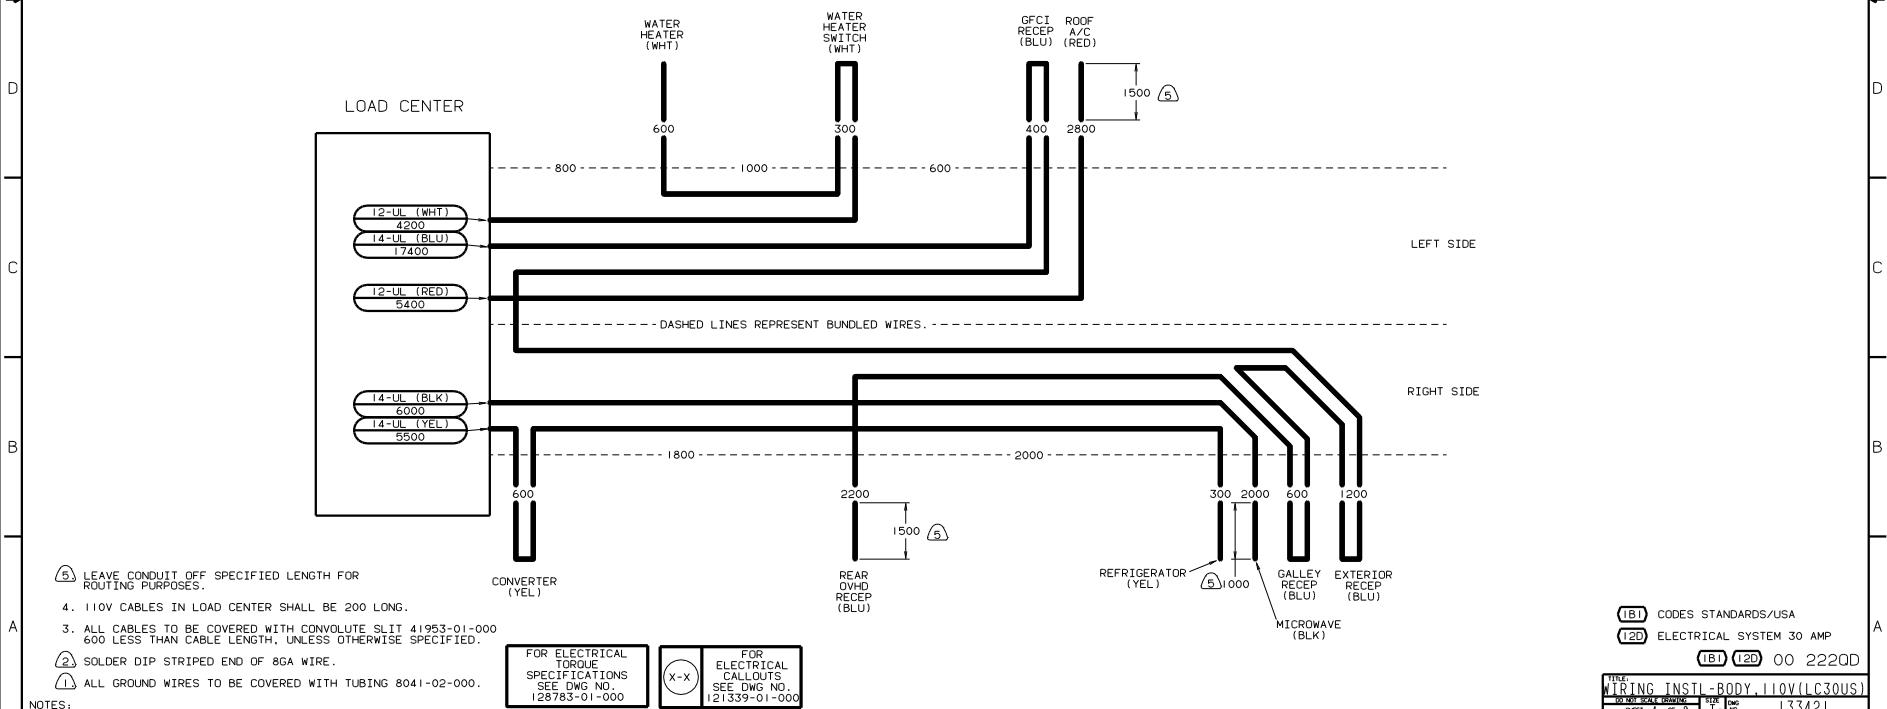 WATER
HEATER
(WHT)
WATER
HEATER
SWITCH
(WHT)
GFCI
RECEP
(BLU)
ROOF
A/C
(RED)
D
D
1500 5
LOAD CENTER
600
300
400
2800
800
1000
600
12-UL (WHT)
4200
14-UL (BLU)
17400
LEFT SIDE
C
C
12-UL (RED)
5400
DASHED LINES REPRESENT BUNDLED WIRES.
RIGHT SIDE
14-UL (BLK)
6000
14-UL (YEL)
5500
B
B
1800
2000
600
2200
300
2000
600
1200
1500 5
CONVERTER
(YEL)
REAR
OVHD
RECEP
(BLU)
REFRIGERATOR
(YEL)
5 1000
MICROWAVE
(BLK)
GALLEY
RECEP
(BLU)
EXTERIOR
RECEP
(BLU)
A
A
5. LEAVE CONDUIT OFF SPECIFIED LENGTH FOR
ROUTING PURPOSES.
4. 110V CABLES IN LOAD CENTER SHALL BE 200 LONG.
3. ALL CABLES TO BE COVERED WITH CONVOLUTE SLIT 41953-01-000
600 LESS THAN CABLE LENGTH, UNLESS OTHERWISE SPECIFIED.
2. SOLDER DIP STRIPED END OF 8GA WIRE.
1. ALL GROUND WIRES TO BE COVERED WITH TUBING 8041-02-000.
NOTES:
FOR ELECTRICAL
TORQUE
SPECIFICATIONS
SEE DWG NO.
128783-01-000
X-X
FOR
ELECTRICAL
CALLOUTS
SEE DWG NO.
121339-01-000
1B1 CODES STANDARDS/USA
12D ELECTRICAL SYSTEM 30 AMP
1B1 12D 00 222QD
TITLE:
WIRING INSTL-BODY,110V(LC30US)
DO NOT SCALE DRAWING
SIZE
DWG
133421